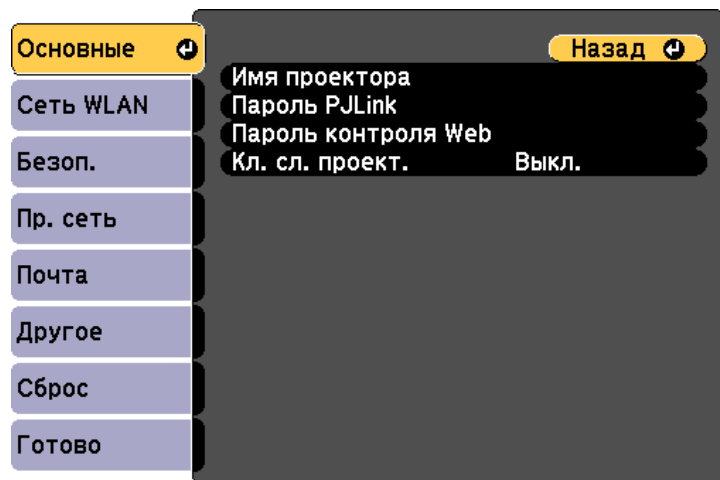 Основные
Назад
Имя проектора
Сеть WLAN
Пароль PJLink
Пароль контроля Web
Безоп.
Кл. сл. проект. Выкл.
Пр. сеть
Почта
Другое
Сброс
Готово